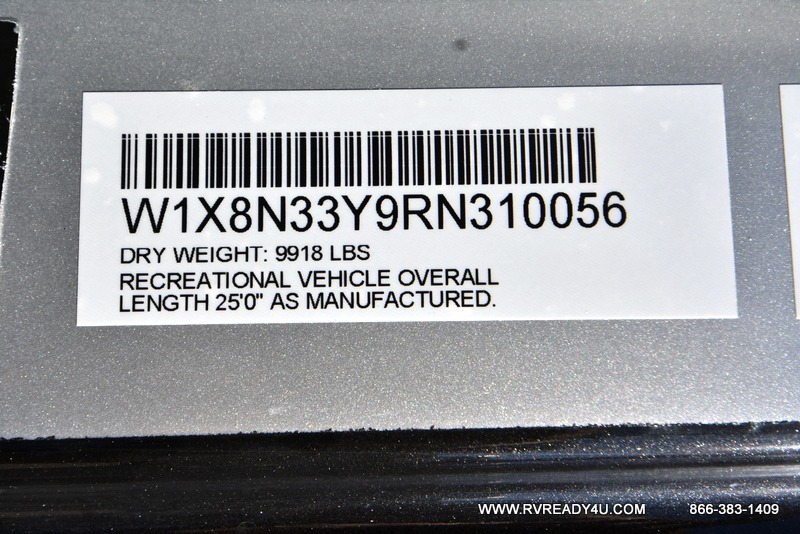 W1X8N33Y9RN310056
DRY WEIGHT: 9918 LBS
RECREATIONAL VEHICLE OVERALL
LENGTH 25'0" AS MANUFACTURED.
WWW.RVREADY4U.COM 866-383-1409